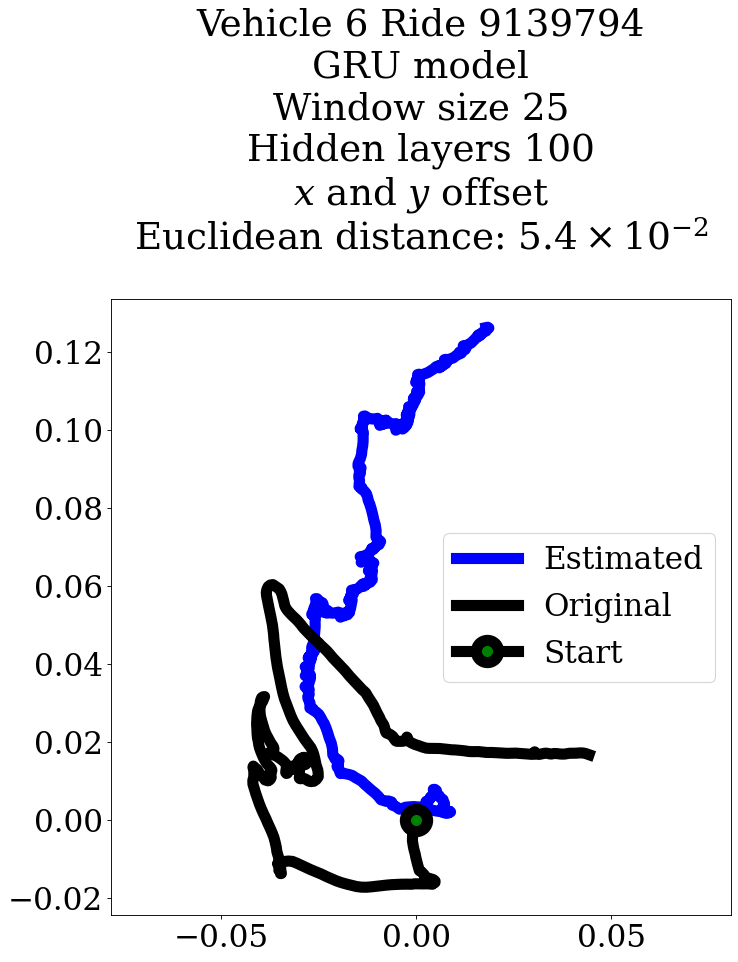 Vehicle 6 Ride 9139794
GRU model
Window size 25
Hidden layers 100
x and y offset
Euclidean distance: 5.4 × 10⁻²
0.12
0.10
0.08
0.06
0.04
0.02
0.00
−0.02
Estimated
Original
Start
−0.05 0.00 0.05